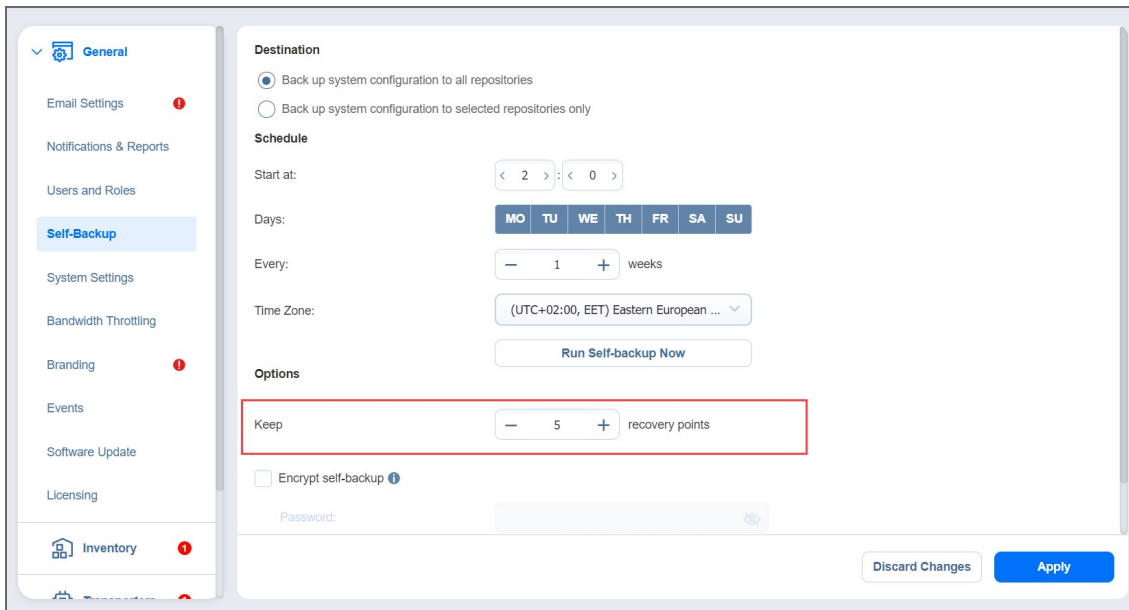 General
Email Settings
Notifications & Reports
Users and Roles
Self-Backup
System Settings
Bandwidth Throttling
Branding
Events
Software Update
Licensing
Inventory 1
Destination
Back up system configuration to all repositories
Back up system configuration to selected repositories only
Schedule
Start at: < 2 > : < 0 >
Days: MO TU WE TH FR SA SU
Every: − 1 + weeks
Time Zone: (UTC+02:00, EET) Eastern European ...
Run Self-backup Now
Options
Keep − 5 + recovery points
Encrypt self-backup
Password:
Discard Changes Apply